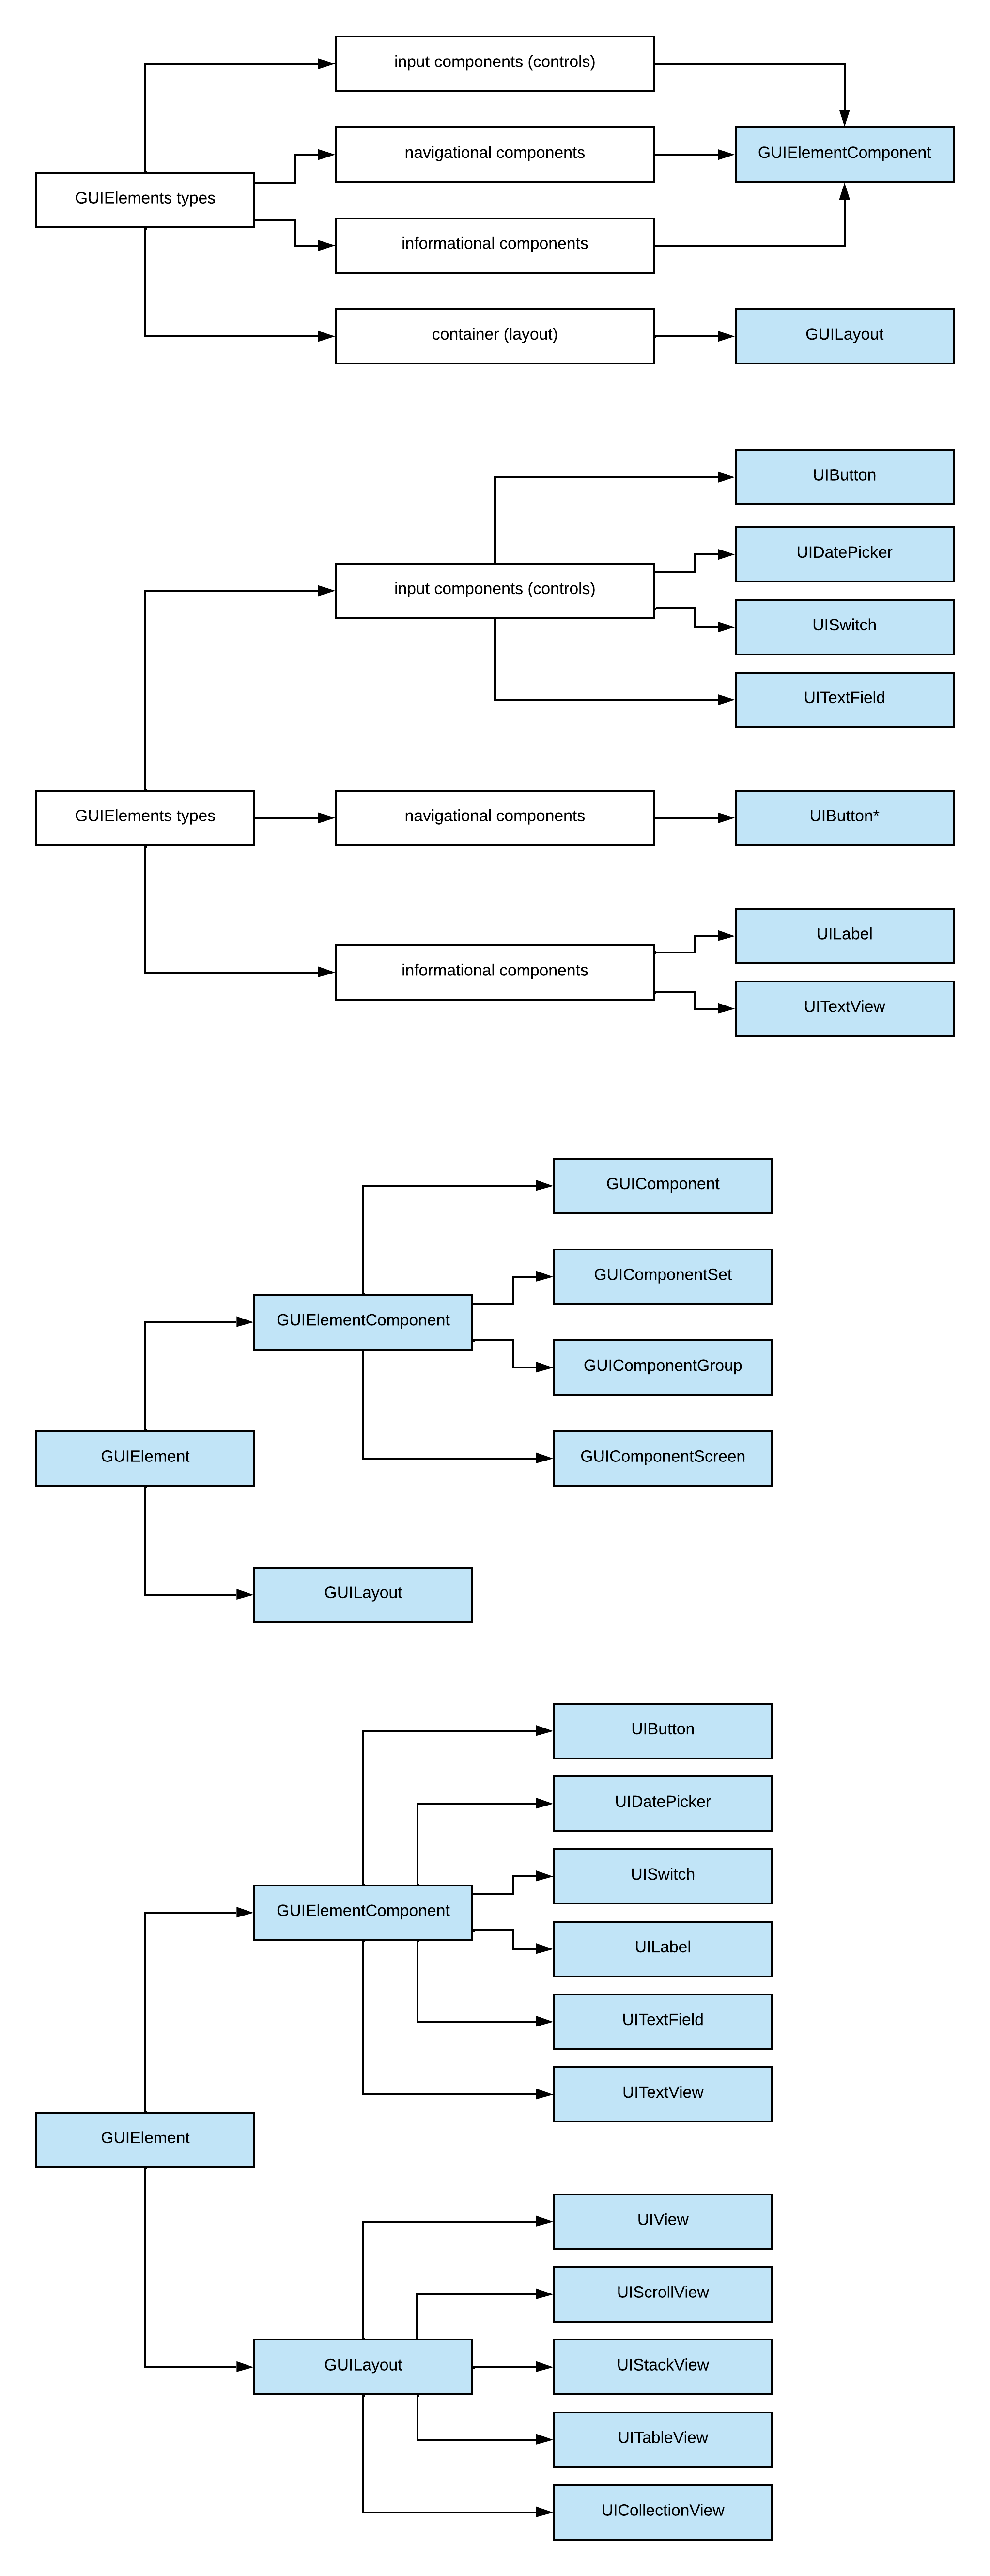 input components (controls)
navigational components
GUIElementComponent
GUIElements types
informational components
container (layout)
GUILayout
UIButton
UIDatePicker
input components (controls)
UISwitch
UITextField
GUIElements types
navigational components
UIButton*
UILabel
informational components
UITextView
GUIComponent
GUIComponentSet
GUIElementComponent
GUIComponentGroup
GUIElement
GUIComponentScreen
GUILayout
UIButton
UIDatePicker
UISwitch
GUIElementComponent
UILabel
UITextField
UITextView
GUIElement
UIView
UIScrollView
GUILayout
UIStackView
UITableView
UICollectionView